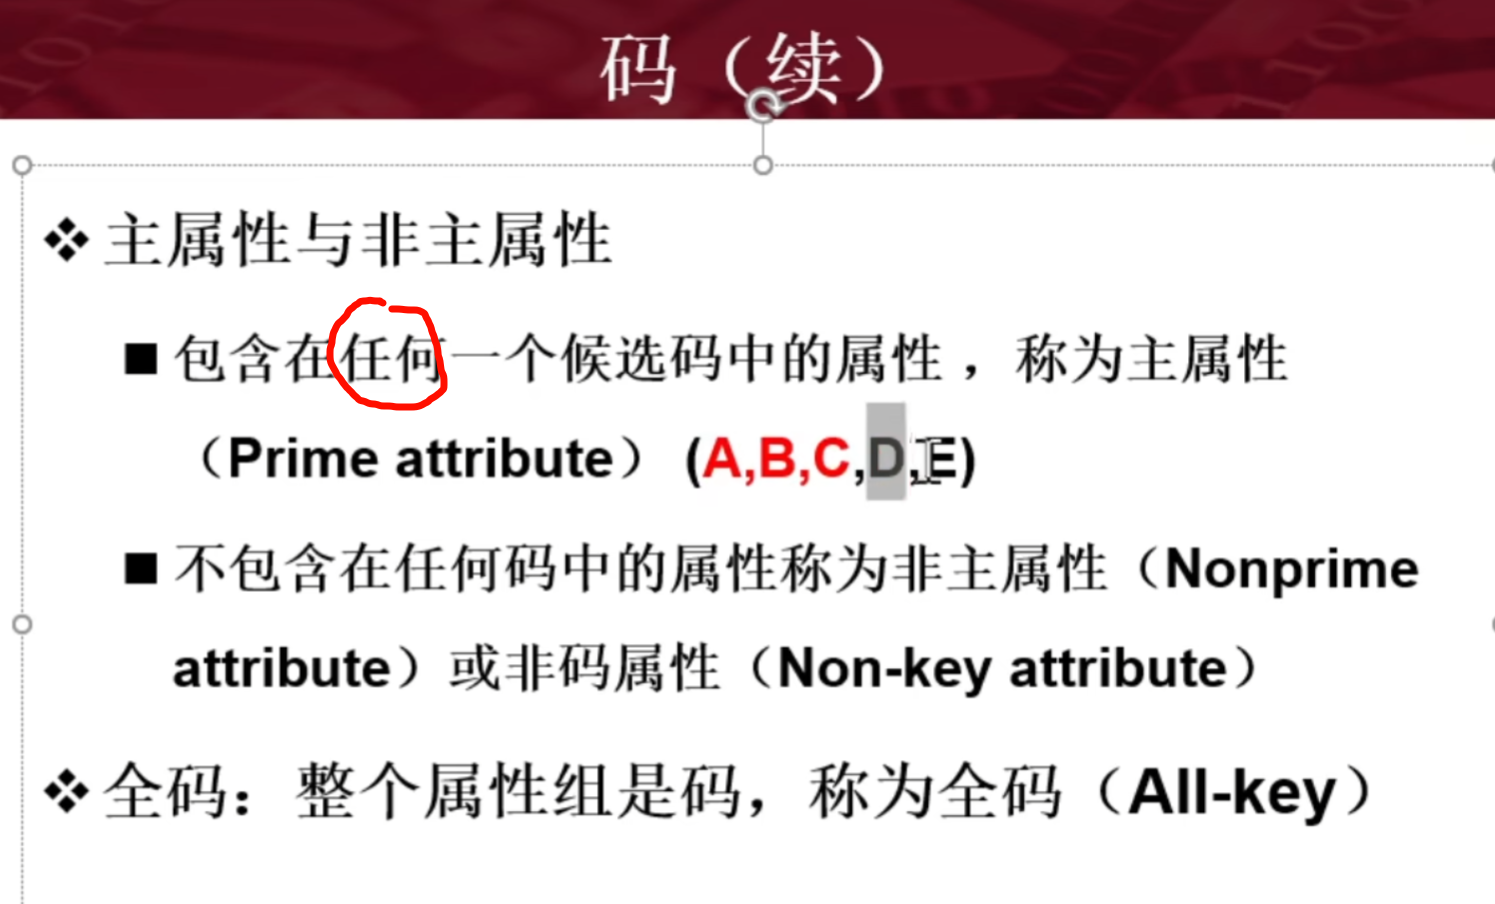 码（续）
❖主属性与非主属性
■ 包含在任何一个候选码中的属性，称为主属性
（Prime attribute） (A,B,C,D,E)
■ 不包含在任何码中的属性称为非主属性（Nonprime
attribute）或非码属性（Non-key attribute）
❖全码：整个属性组是码，称为全码（All-key）